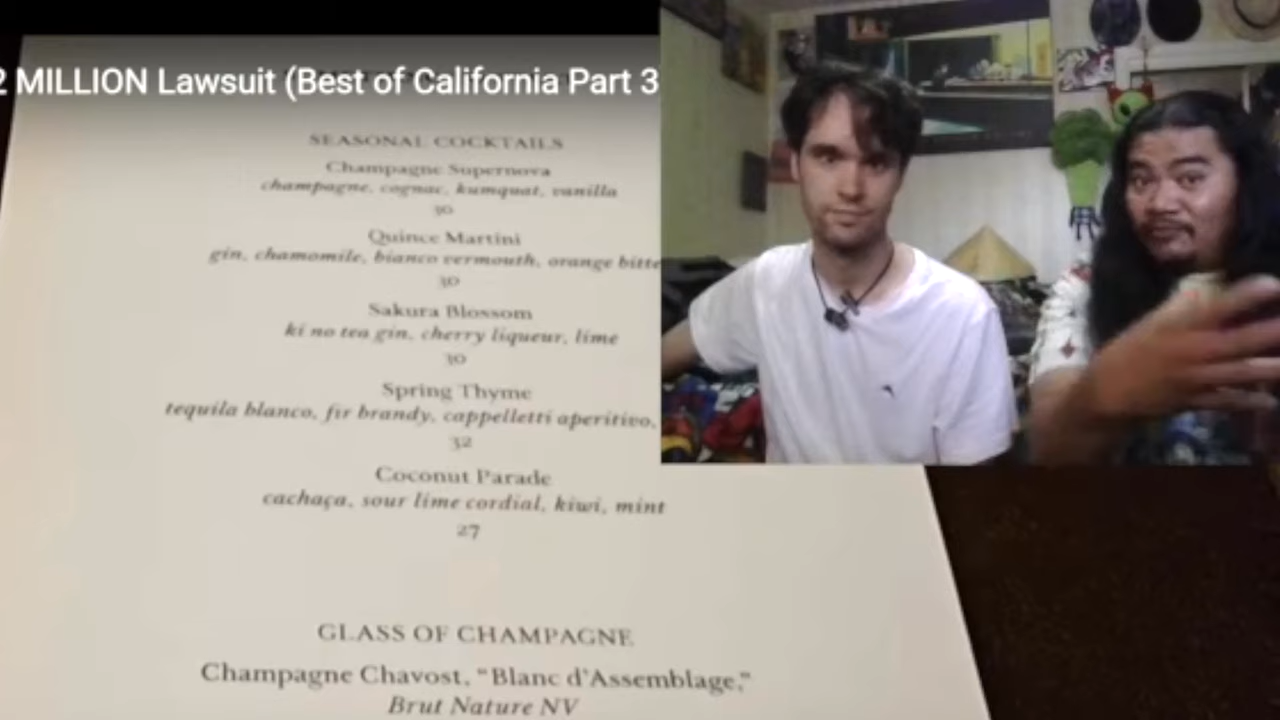 2 MILLION Lawsuit (Best of California Part 3
SEASONAL COCKTAILS
Champagne Supernova
champagne, cognac, kumquat, vanilla
30
Quince Martini
gin, chamomile, bianco vermouth, orange bitte
30
Sakura Blossom
ki no tea gin, cherry liqueur, lime
30
Spring Thyme
tequila blanco, fir brandy, cappelletti aperitivo,
32
Coconut Parade
cachaça, sour lime cordial, kiwi, mint
27
GLASS OF CHAMPAGNE
Champagne Chavost, "Blanc d'Assemblage,"
Brut Nature NV